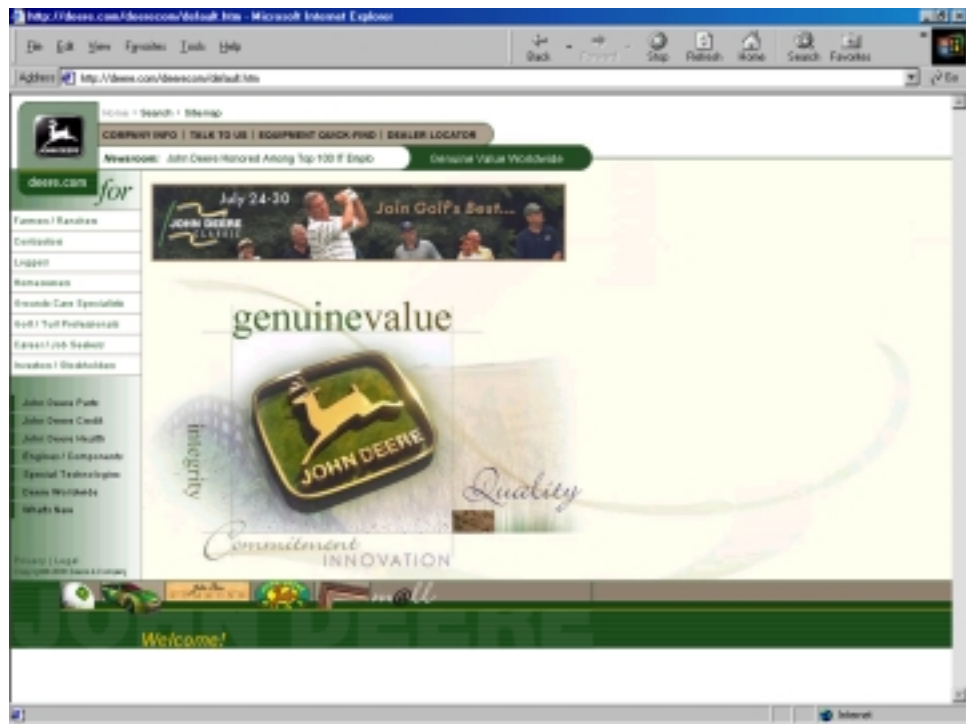 http://deere.com/deerecom/default.htm - Microsoft Internet Explorer
File Edit View Favorites Tools Help
Back Forward Stop Refresh Home Search Favorites
Address http://deere.com/deerecom/default.htm Go
Home • Search • Sitemap
COMPANY INFO | TALK TO US | EQUIPMENT QUICK-FIND | DEALER LOCATOR
Newsroom: John Deere Honored Among Top 100 IT Emplo
Genuine Value Worldwide
JOHN DEERE
deere.com
for
Farmers / Ranchers
Contractors
Loggers
Homeowners
Grounds Care Specialists
Golf / Turf Professionals
Career / Job Seekers
Investors / Stockholders
John Deere Parts
John Deere Credit
John Deere Health
Engines / Components
Special Technologies
Deere Worldwide
What's New
Privacy | Legal
July 24-30
JOHN DEERE
CLASSIC
Join Golf's Best...
genuinevalue
integrity
JOHN DEERE
Quality
Commitment
INNOVATION
m@ll
JOHN DEERE
Welcome!
Internet